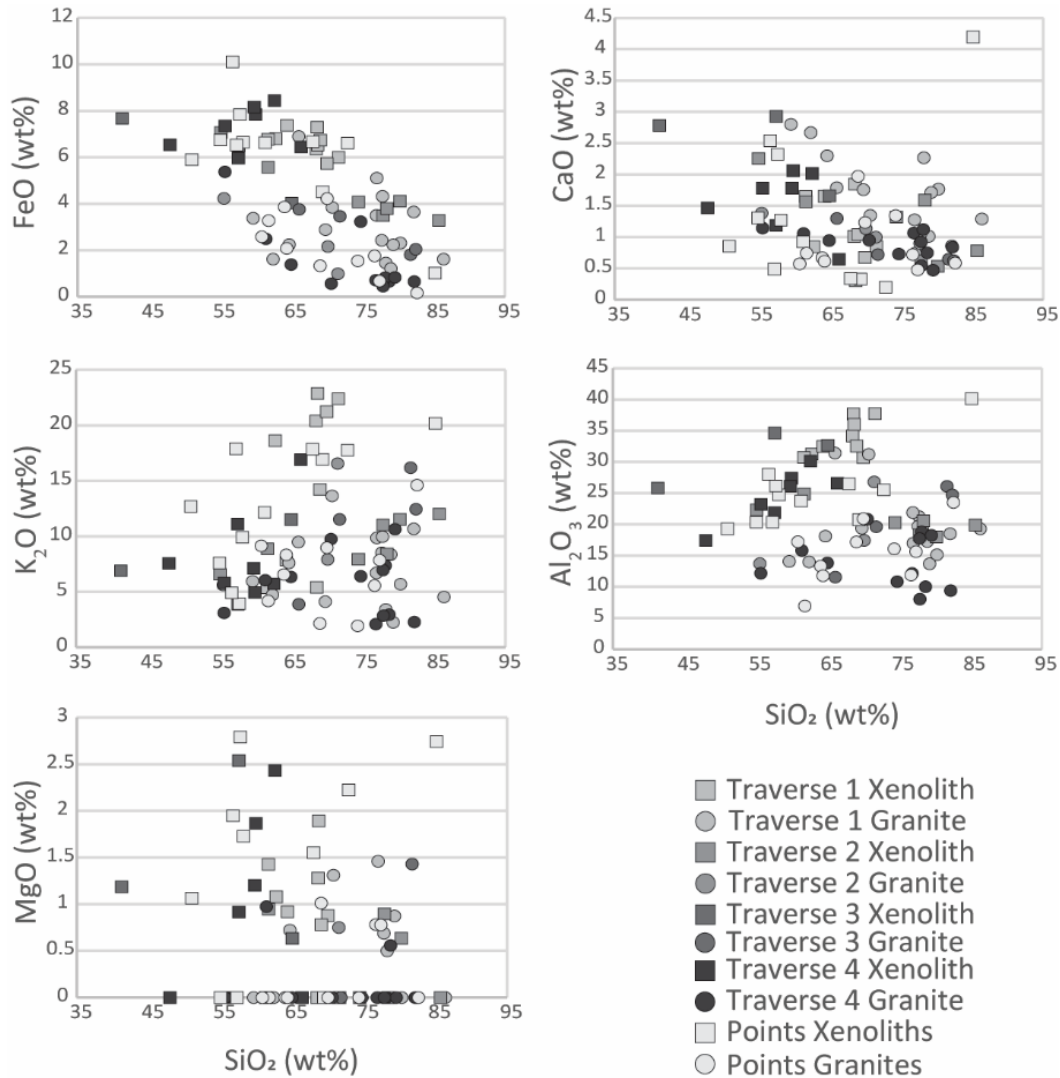 12
10
8
6
4
2
0
FeO (wt%)
35 45 55 65 75 85 95
4.5
4
3.5
3
2.5
2
1.5
1
0.5
0
CaO (wt%)
35 45 55 65 75 85 95
25
20
15
10
5
0
K₂O (wt%)
35 45 55 65 75 85 95
45
40
35
30
25
20
15
10
5
0
Al₂O₃ (wt%)
35 45 55 65 75 85 95
SiO₂ (wt%)
3
2.5
2
1.5
1
0.5
0
MgO (wt%)
35 45 55 65 75 85 95
SiO₂ (wt%)
Traverse 1 Xenolith
Traverse 1 Granite
Traverse 2 Xenolith
Traverse 2 Granite
Traverse 3 Xenolith
Traverse 3 Granite
Traverse 4 Xenolith
Traverse 4 Granite
Points Xenoliths
Points Granites